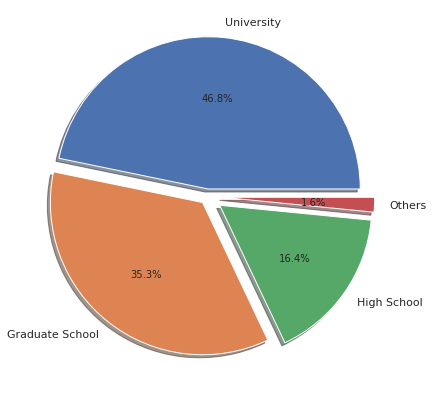 University
46.8%
1.6%
Others
16.4%
35.3%
High School
Graduate School